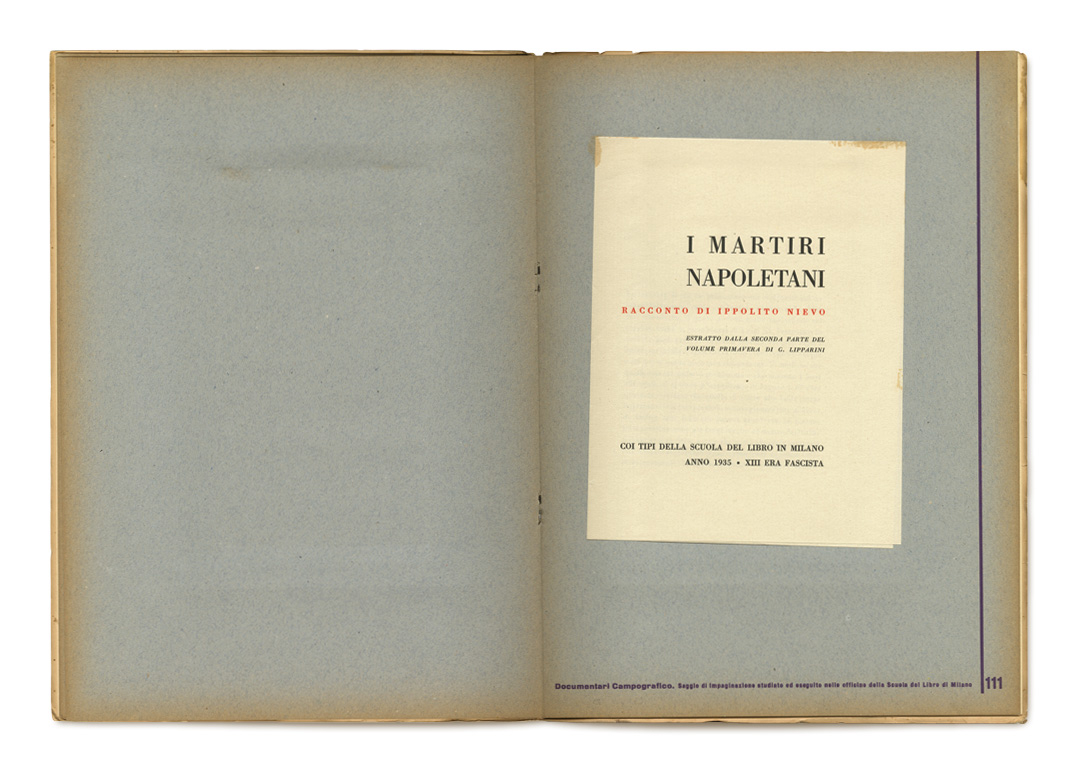 I MARTIRI
NAPOLETANI
RACCONTO DI IPPOLITO NIEVO
ESTRATTO DALLA SECONDA PARTE DEL
VOLUME PRIMAVERA DI G. LIPPARINI
COI TIPI DELLA SCUOLA DEL LIBRO IN MILANO
ANNO 1935 • XIII ERA FASCISTA
Documentari Campografico. Saggio di impaginazione studiato ed eseguito nelle officine della Scuola del Libro di Milano
111